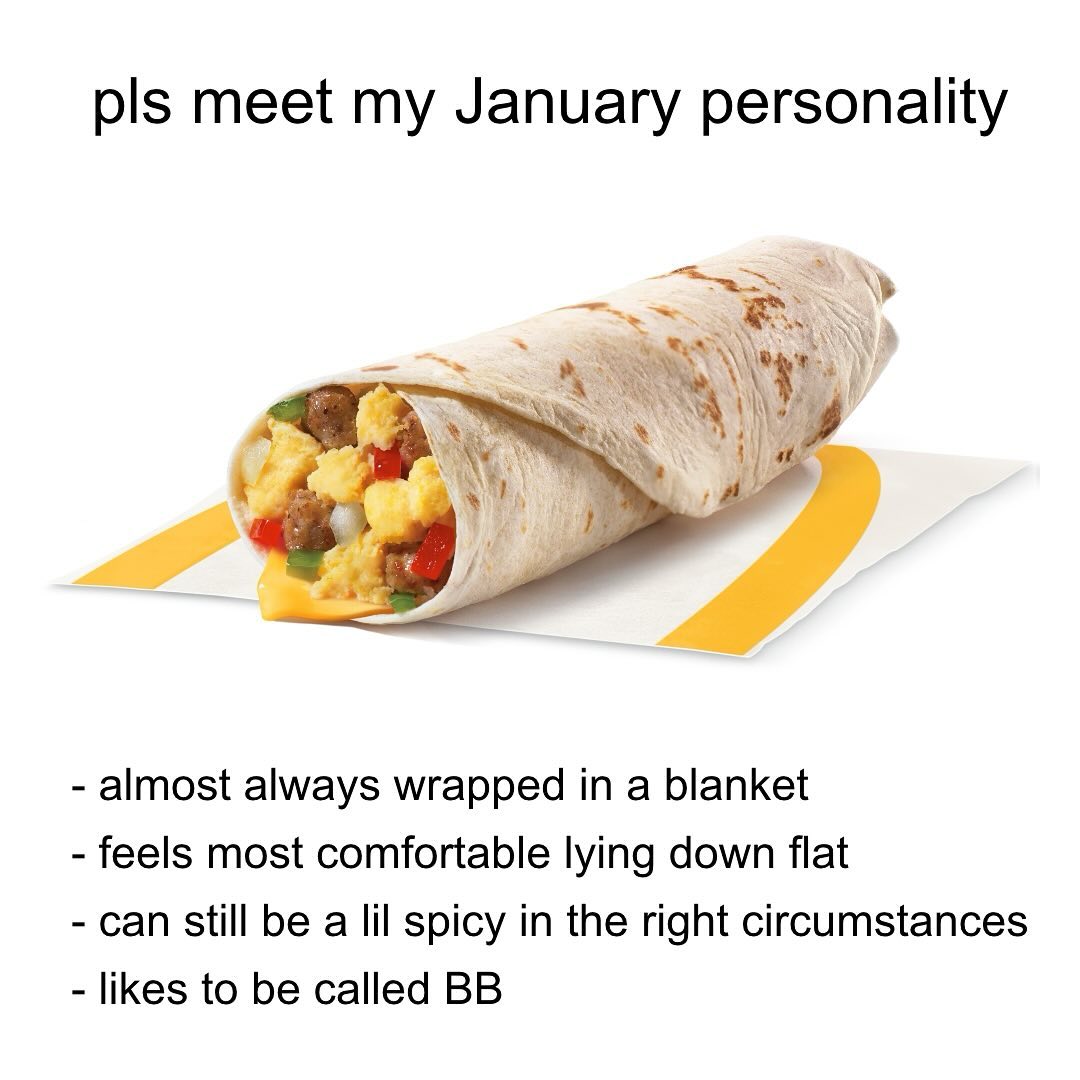 pls meet my January personality
- almost always wrapped in a blanket
- feels most comfortable lying down flat
- can still be a lil spicy in the right circumstances
- likes to be called BB